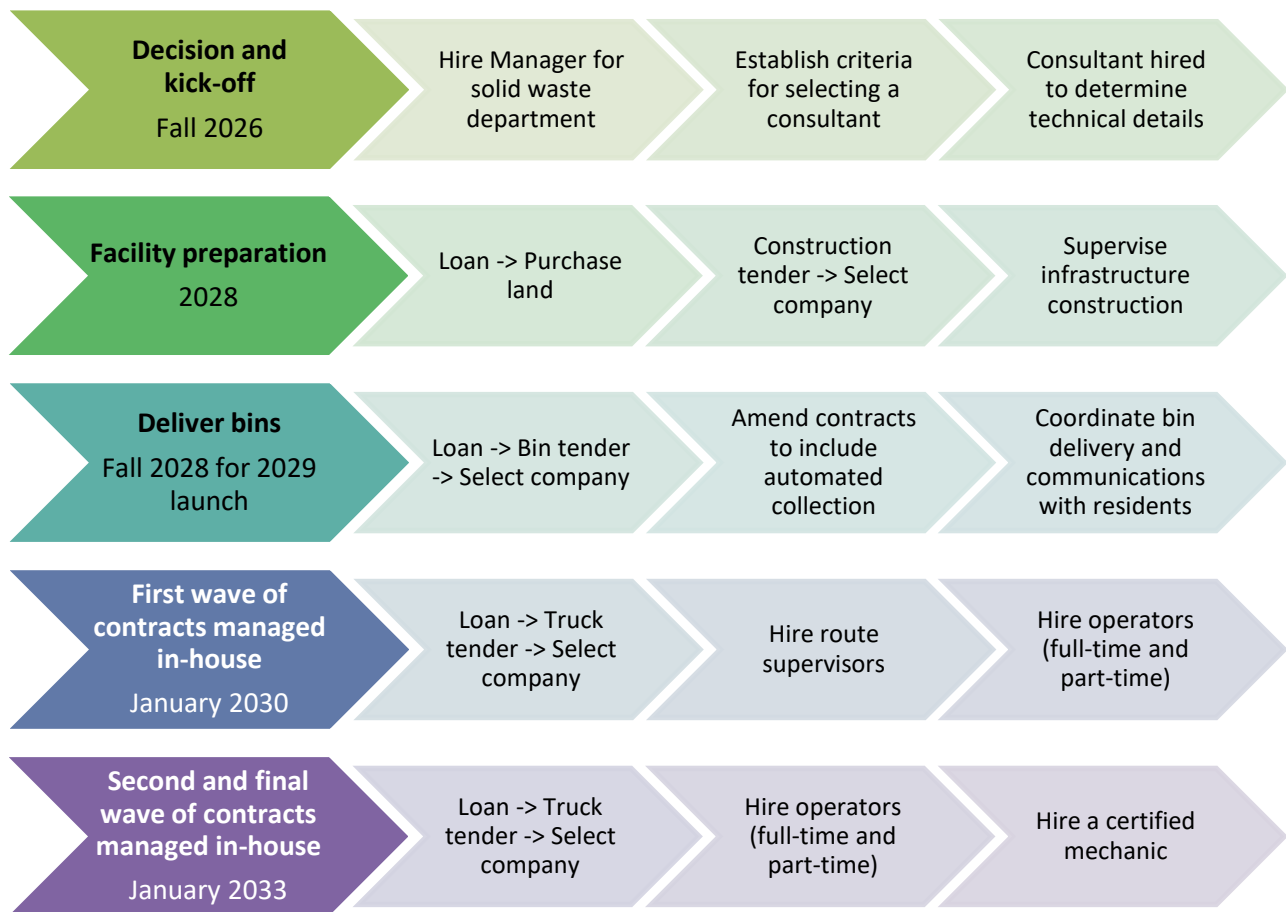 Decision and
kick-off
Fall 2026
Hire Manager for
solid waste
department
Establish criteria
for selecting a
consultant
Consultant hired
to determine
technical details
Facility preparation
2028
Loan -> Purchase
land
Construction
tender -> Select
company
Supervise
infrastructure
construction
Deliver bins
Fall 2028 for 2029
launch
Loan -> Bin tender
-> Select company
Amend contracts
to include
automated
collection
Coordinate bin
delivery and
communications
with residents
First wave of
contracts managed
in-house
January 2030
Loan -> Truck
tender -> Select
company
Hire route
supervisors
Hire operators
(full-time and
part-time)
Second and final
wave of contracts
managed in-house
January 2033
Loan -> Truck
tender -> Select
company
Hire operators
(full-time and
part-time)
Hire a certified
mechanic